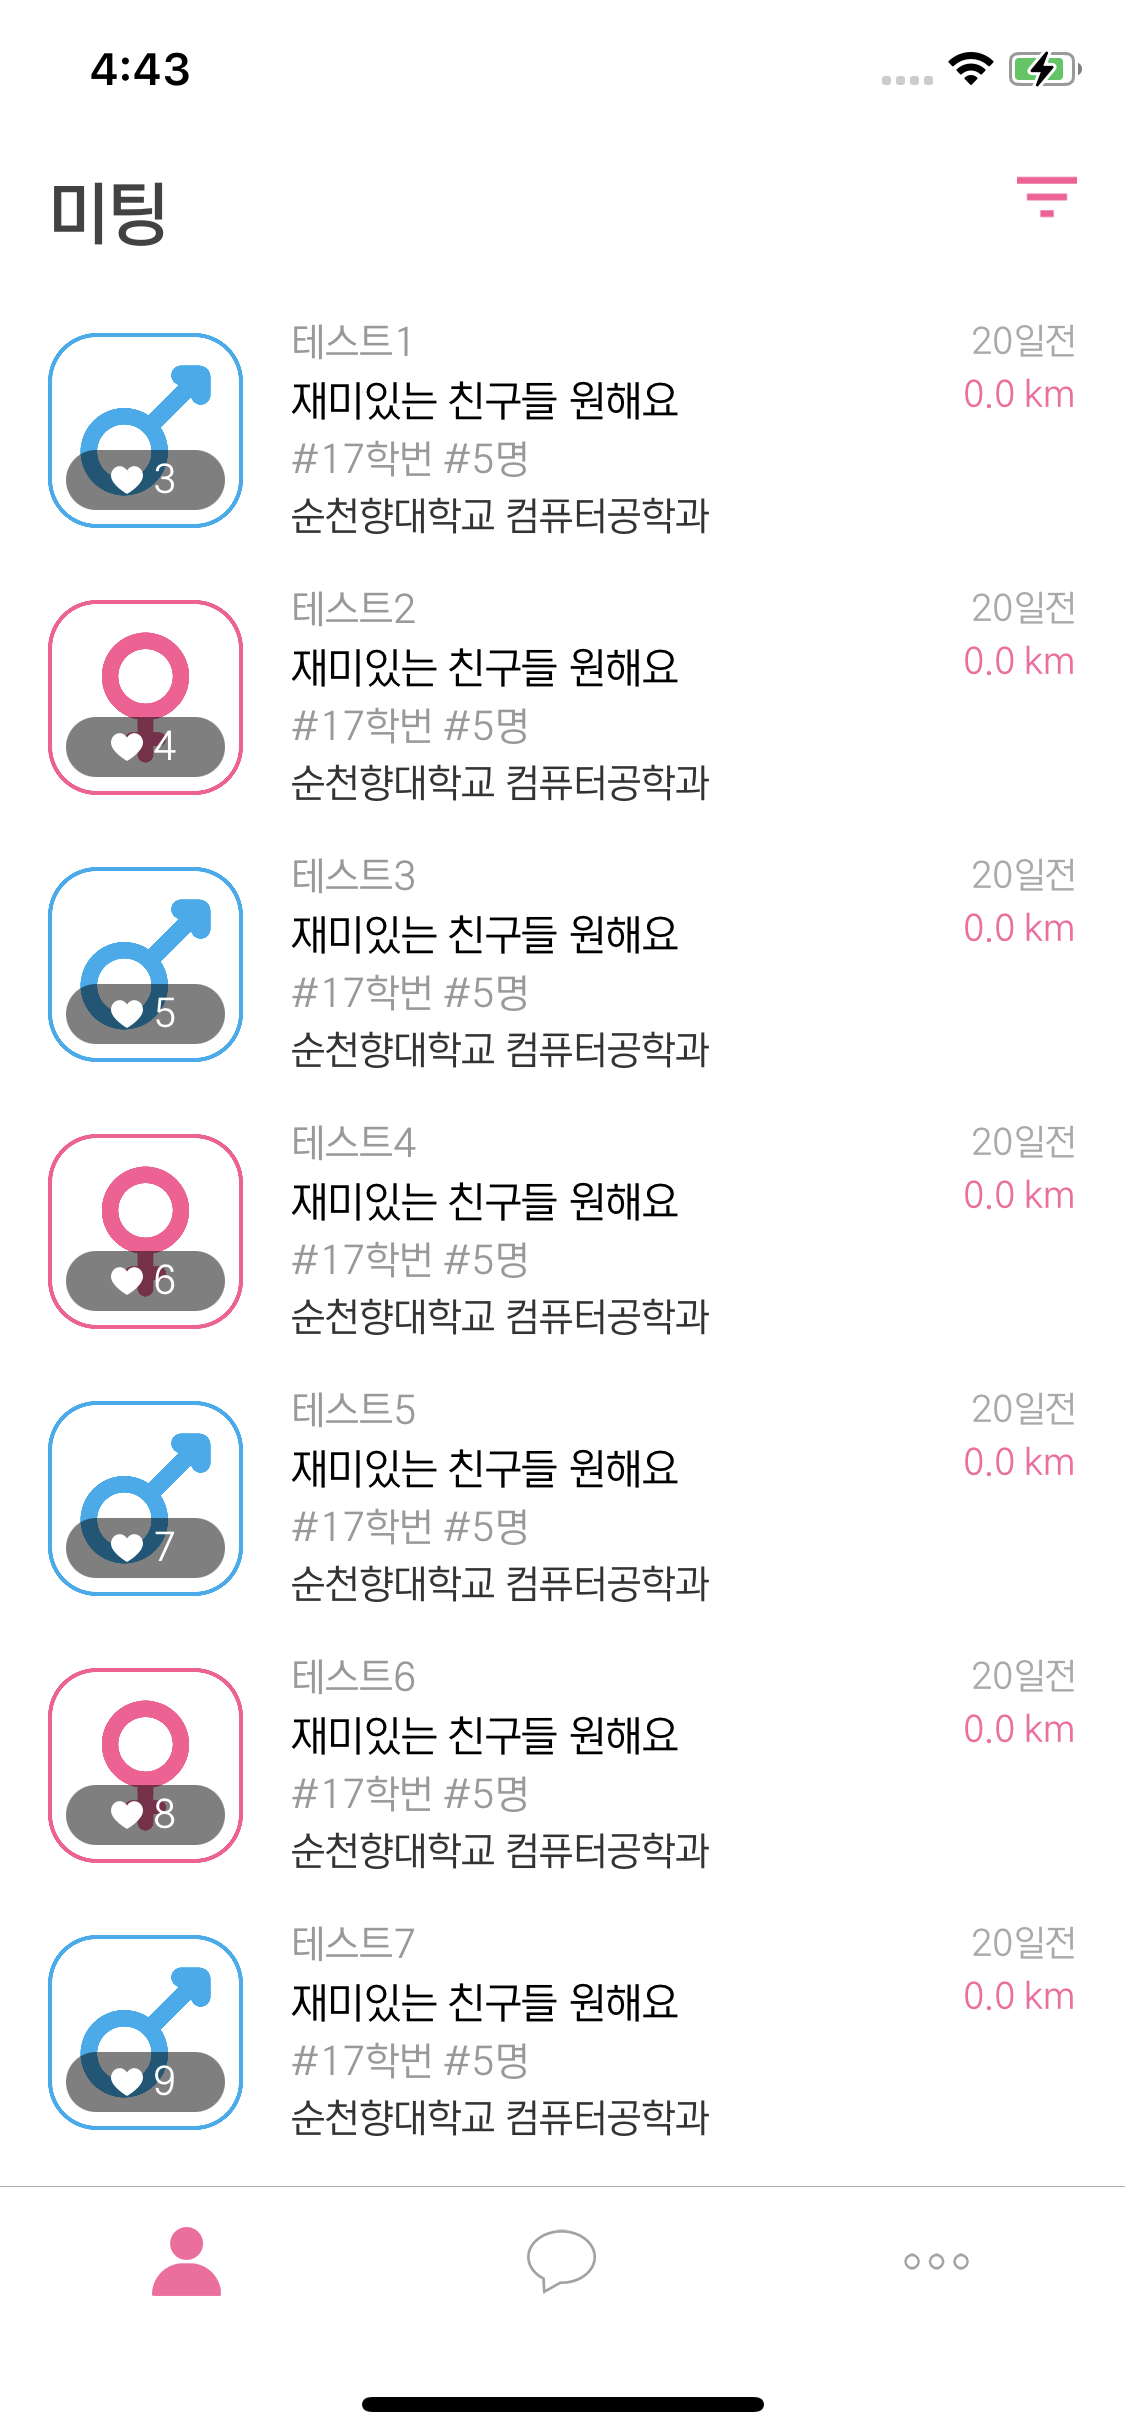 4:43
미팅
테스트1
20일전
재미있는 친구들 원해요
0.0 km
#17학번 #5명
3
순천향대학교 컴퓨터공학과
테스트2
20일전
재미있는 친구들 원해요
0.0 km
#17학번 #5명
4
순천향대학교 컴퓨터공학과
테스트3
20일전
재미있는 친구들 원해요
0.0 km
#17학번 #5명
5
순천향대학교 컴퓨터공학과
테스트4
20일전
재미있는 친구들 원해요
0.0 km
#17학번 #5명
6
순천향대학교 컴퓨터공학과
테스트5
20일전
재미있는 친구들 원해요
0.0 km
#17학번 #5명
7
순천향대학교 컴퓨터공학과
테스트6
20일전
재미있는 친구들 원해요
0.0 km
#17학번 #5명
8
순천향대학교 컴퓨터공학과
테스트7
20일전
재미있는 친구들 원해요
0.0 km
#17학번 #5명
9
순천향대학교 컴퓨터공학과